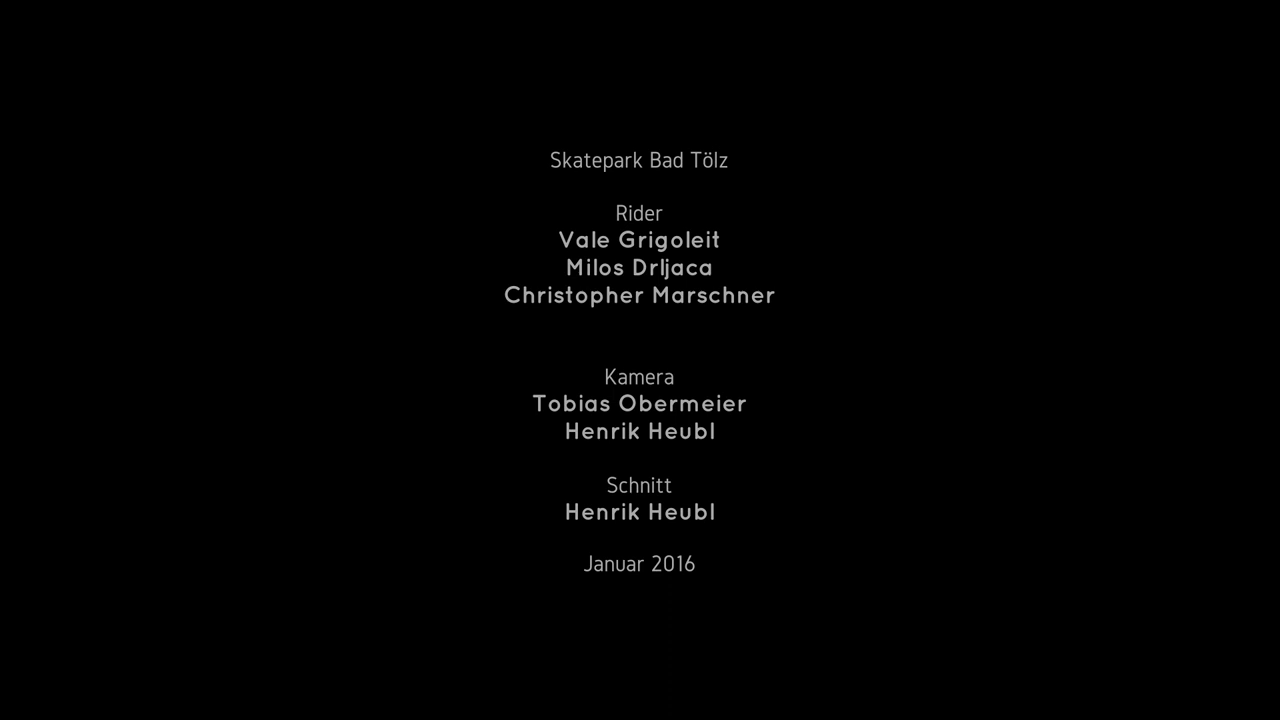 Skatepark Bad Tölz
Rider
Vale Grigoleit
Milos Drljaca
Christopher Marschner
Kamera
Tobias Obermeier
Henrik Heubl
Schnitt
Henrik Heubl
Januar 2016